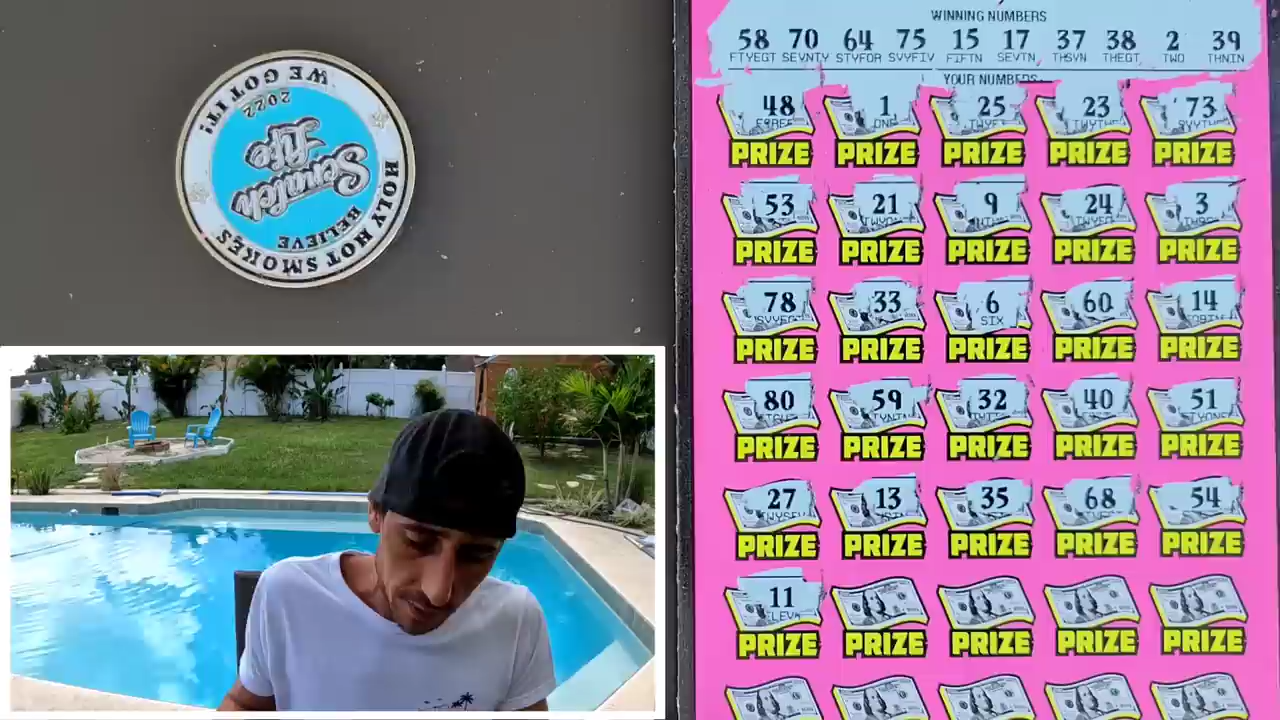 WINNING NUMBERS
58 70 64 75 15 17 37 38 2 39
FTYEGT SEVNTY STYFOR SVYFIV FIFTN SEVTN THSVN THEGT TWO THNIN
YOUR NUMBERS
48 1 25 23 73
PRIZE PRIZE PRIZE PRIZE PRIZE
53 21 9 24 3
PRIZE PRIZE PRIZE PRIZE PRIZE
78 33 6 60 14
SIX
PRIZE PRIZE PRIZE PRIZE PRIZE
80 59 32 40 51
PRIZE PRIZE PRIZE PRIZE PRIZE
27 13 35 68 54
PRIZE PRIZE PRIZE PRIZE PRIZE
11
PRIZE PRIZE PRIZE PRIZE PRIZE
WE GOT IT!
2022
Scratch
Life
BELIEVE
HOLY HOT SMOKES